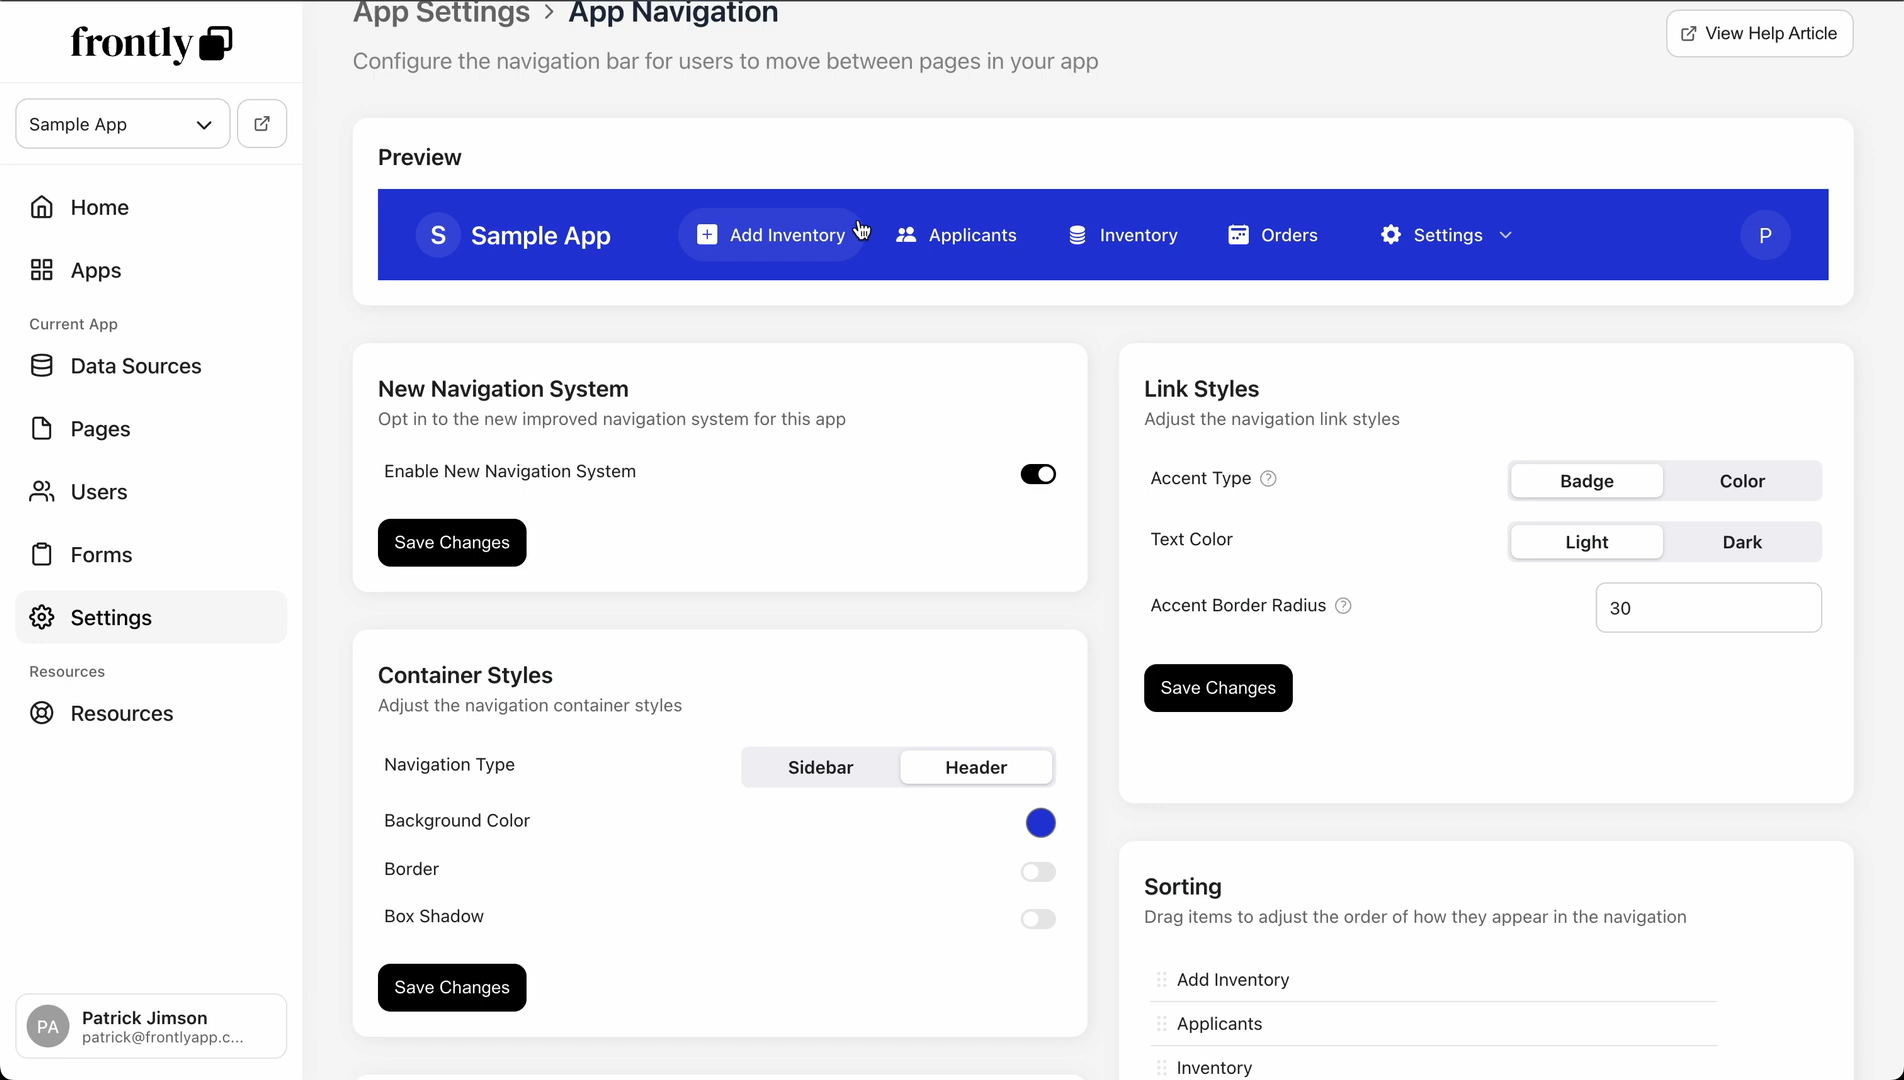 frontly
Sample App
Home
Apps
Current App
Data Sources
Pages
Users
Forms
Settings
Resources
Resources
PA
Patrick Jimson
patrick@frontlyapp.c...
App Settings > App Navigation
Configure the navigation bar for users to move between pages in your app
View Help Article
Preview
S Sample App Add Inventory Applicants Inventory Orders Settings P
New Navigation System
Opt in to the new improved navigation system for this app
Enable New Navigation System
Save Changes
Container Styles
Adjust the navigation container styles
Navigation Type Sidebar Header
Background Color
Border
Box Shadow
Save Changes
Link Styles
Adjust the navigation link styles
Accent Type ? Badge Color
Text Color Light Dark
Accent Border Radius ? 30
Save Changes
Sorting
Drag items to adjust the order of how they appear in the navigation
Add Inventory
Applicants
Inventory